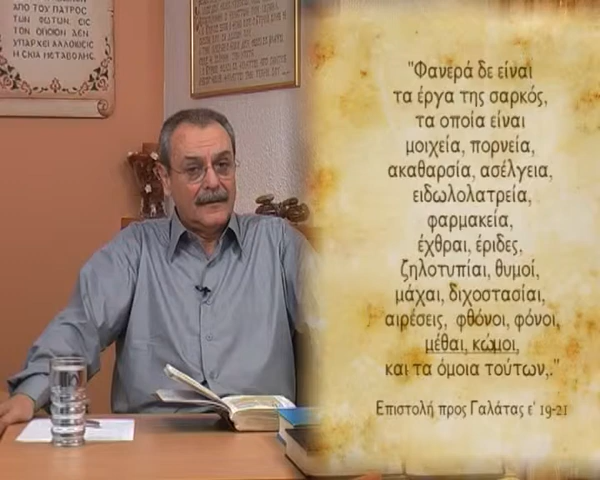 ΑΠΟ ΤΟΥ ΠΑΤΡΟΣ
ΤΩΝ ΦΩΤΩΝ, ΕΙΣ
ΤΟΝ ΟΠΟΙΟΝ ΔΕΝ
ΥΠΑΡΧΕΙ ΑΛΛΟΙΩΣΙΣ
Η ΣΚΙΑ ΜΕΤΑΒΟΛΗΣ.
"Φανερά δε είναι
τα έργα της σαρκός,
τα οποία είναι
μοιχεία, πορνεία,
ακαθαρσία, ασέλγεια,
ειδωλολατρεία,
φαρμακεία,
έχθραι, έριδες,
ζηλοτυπίαι, θυμοί,
μάχαι, διχοστασίαι,
αιρέσεις, φθόνοι, φόνοι,
μέθαι, κώμοι,
και τα όμοια τούτων,."
Επιστολή προς Γαλάτας ε' 19-21